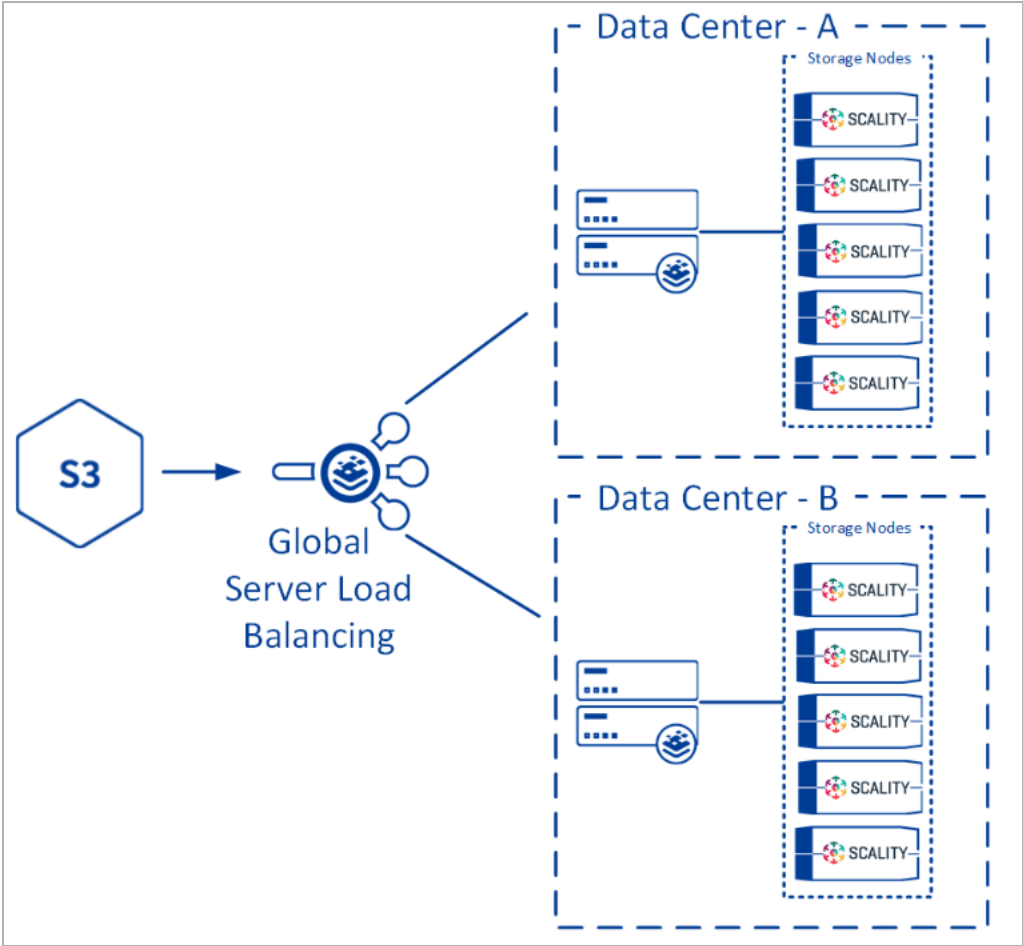 Data Center - A
Storage Nodes
SCALITY
SCALITY
SCALITY
SCALITY
SCALITY
S3
Global
Server Load
Balancing
Data Center - B
Storage Nodes
SCALITY
SCALITY
SCALITY
SCALITY
SCALITY